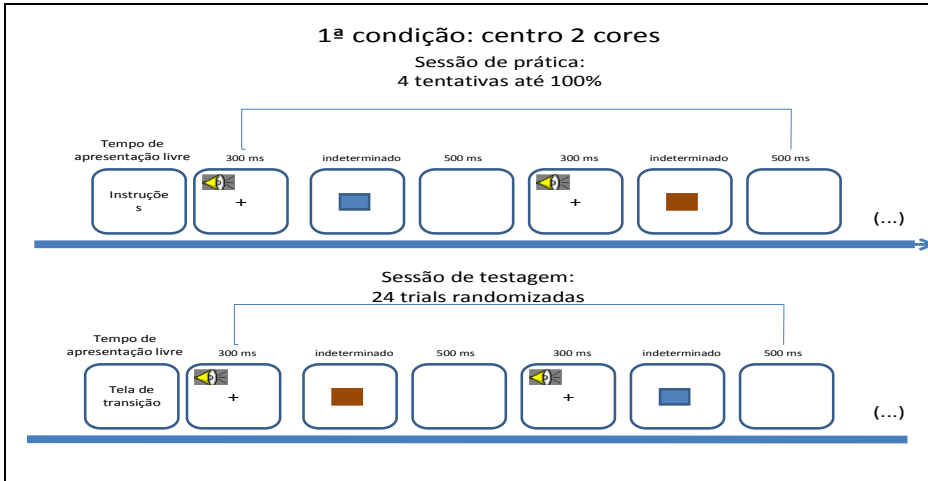 1ª condição: centro 2 cores
Sessão de prática:
4 tentativas até 100%
Tempo de
apresentação livre
300 ms
indeterminado
500 ms
300 ms
indeterminado
500 ms
Instruçõe
s
+
+
(...)
Sessão de testagem:
24 trials randomizadas
Tempo de
apresentação livre
300 ms
indeterminado
500 ms
300 ms
indeterminado
500 ms
Tela de
transição
+
+
(...)